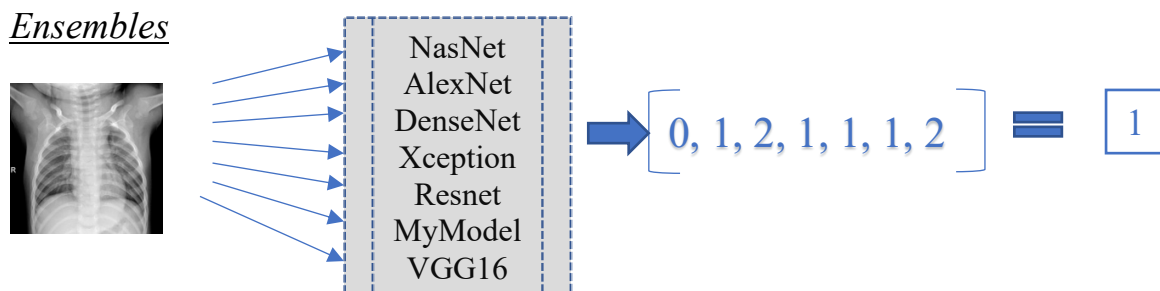 Ensembles
R
NasNet
AlexNet
DenseNet
Xception
Resnet
MyModel
VGG16
[0, 1, 2, 1, 1, 1, 2]
=
1